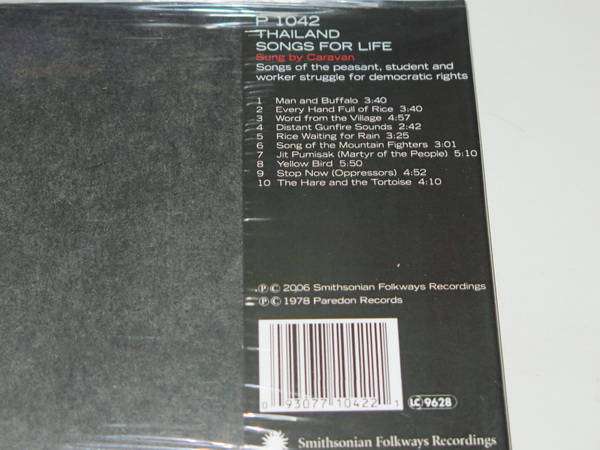 P 1042
THAILAND
SONGS FOR LIFE
Sung by Caravan
Songs of the peasant, student and
worker struggle for democratic rights
1 Man and Buffalo 3:40
2 Every Hand Full of Rice 3:40
3 Word from the Village 4:57
4 Distant Gunfire Sounds 2:42
5 Rice Waiting for Rain 3:25
6 Song of the Mountain Fighters 3:01
7 Jit Pumisak (Martyr of the People) 5:10
8 Yellow Bird 5:50
9 Stop Now (Oppressors) 4:52
10 The Hare and the Tortoise 4:10
℗ © 2006 Smithsonian Folkways Recordings
℗ © 1978 Paredon Records
0 93077 10422 1
LC 9628
Smithsonian Folkways Recordings